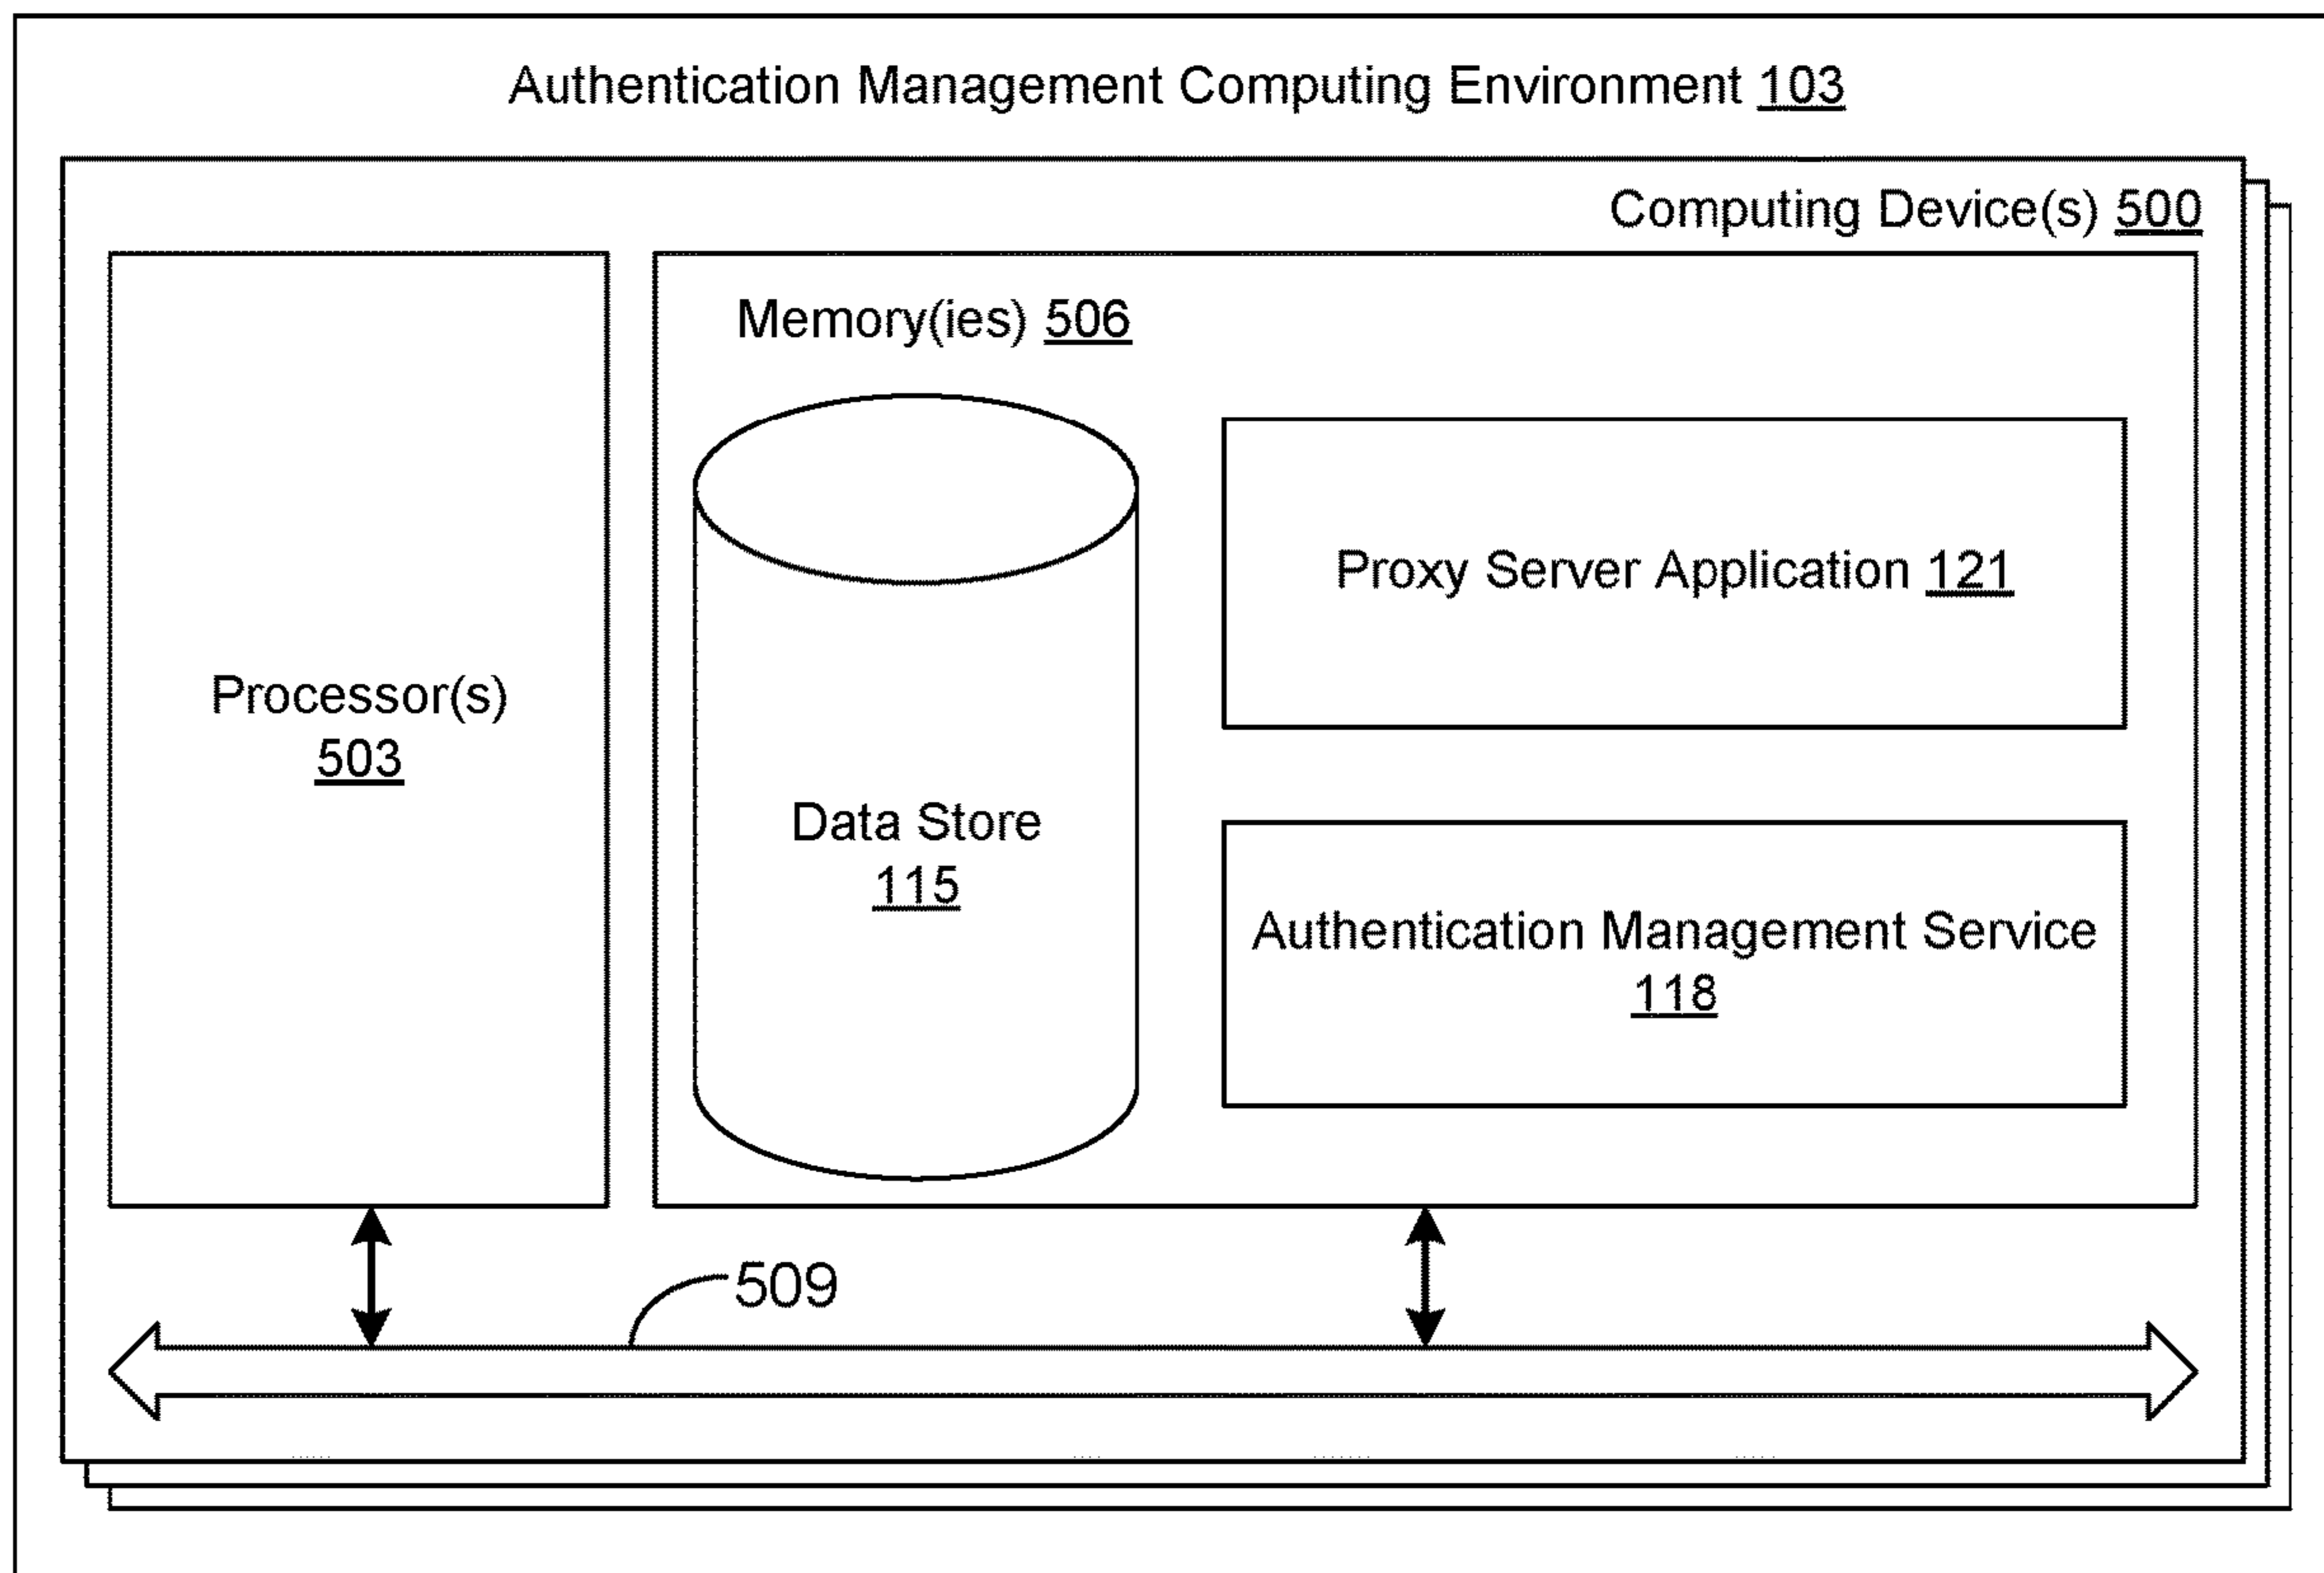 Authentication Management Computing Environment 103
Computing Device(s) 500
Memory(ies) 506
Proxy Server Application 121
Processor(s)
503
Data Store
115
Authentication Management Service
118
509